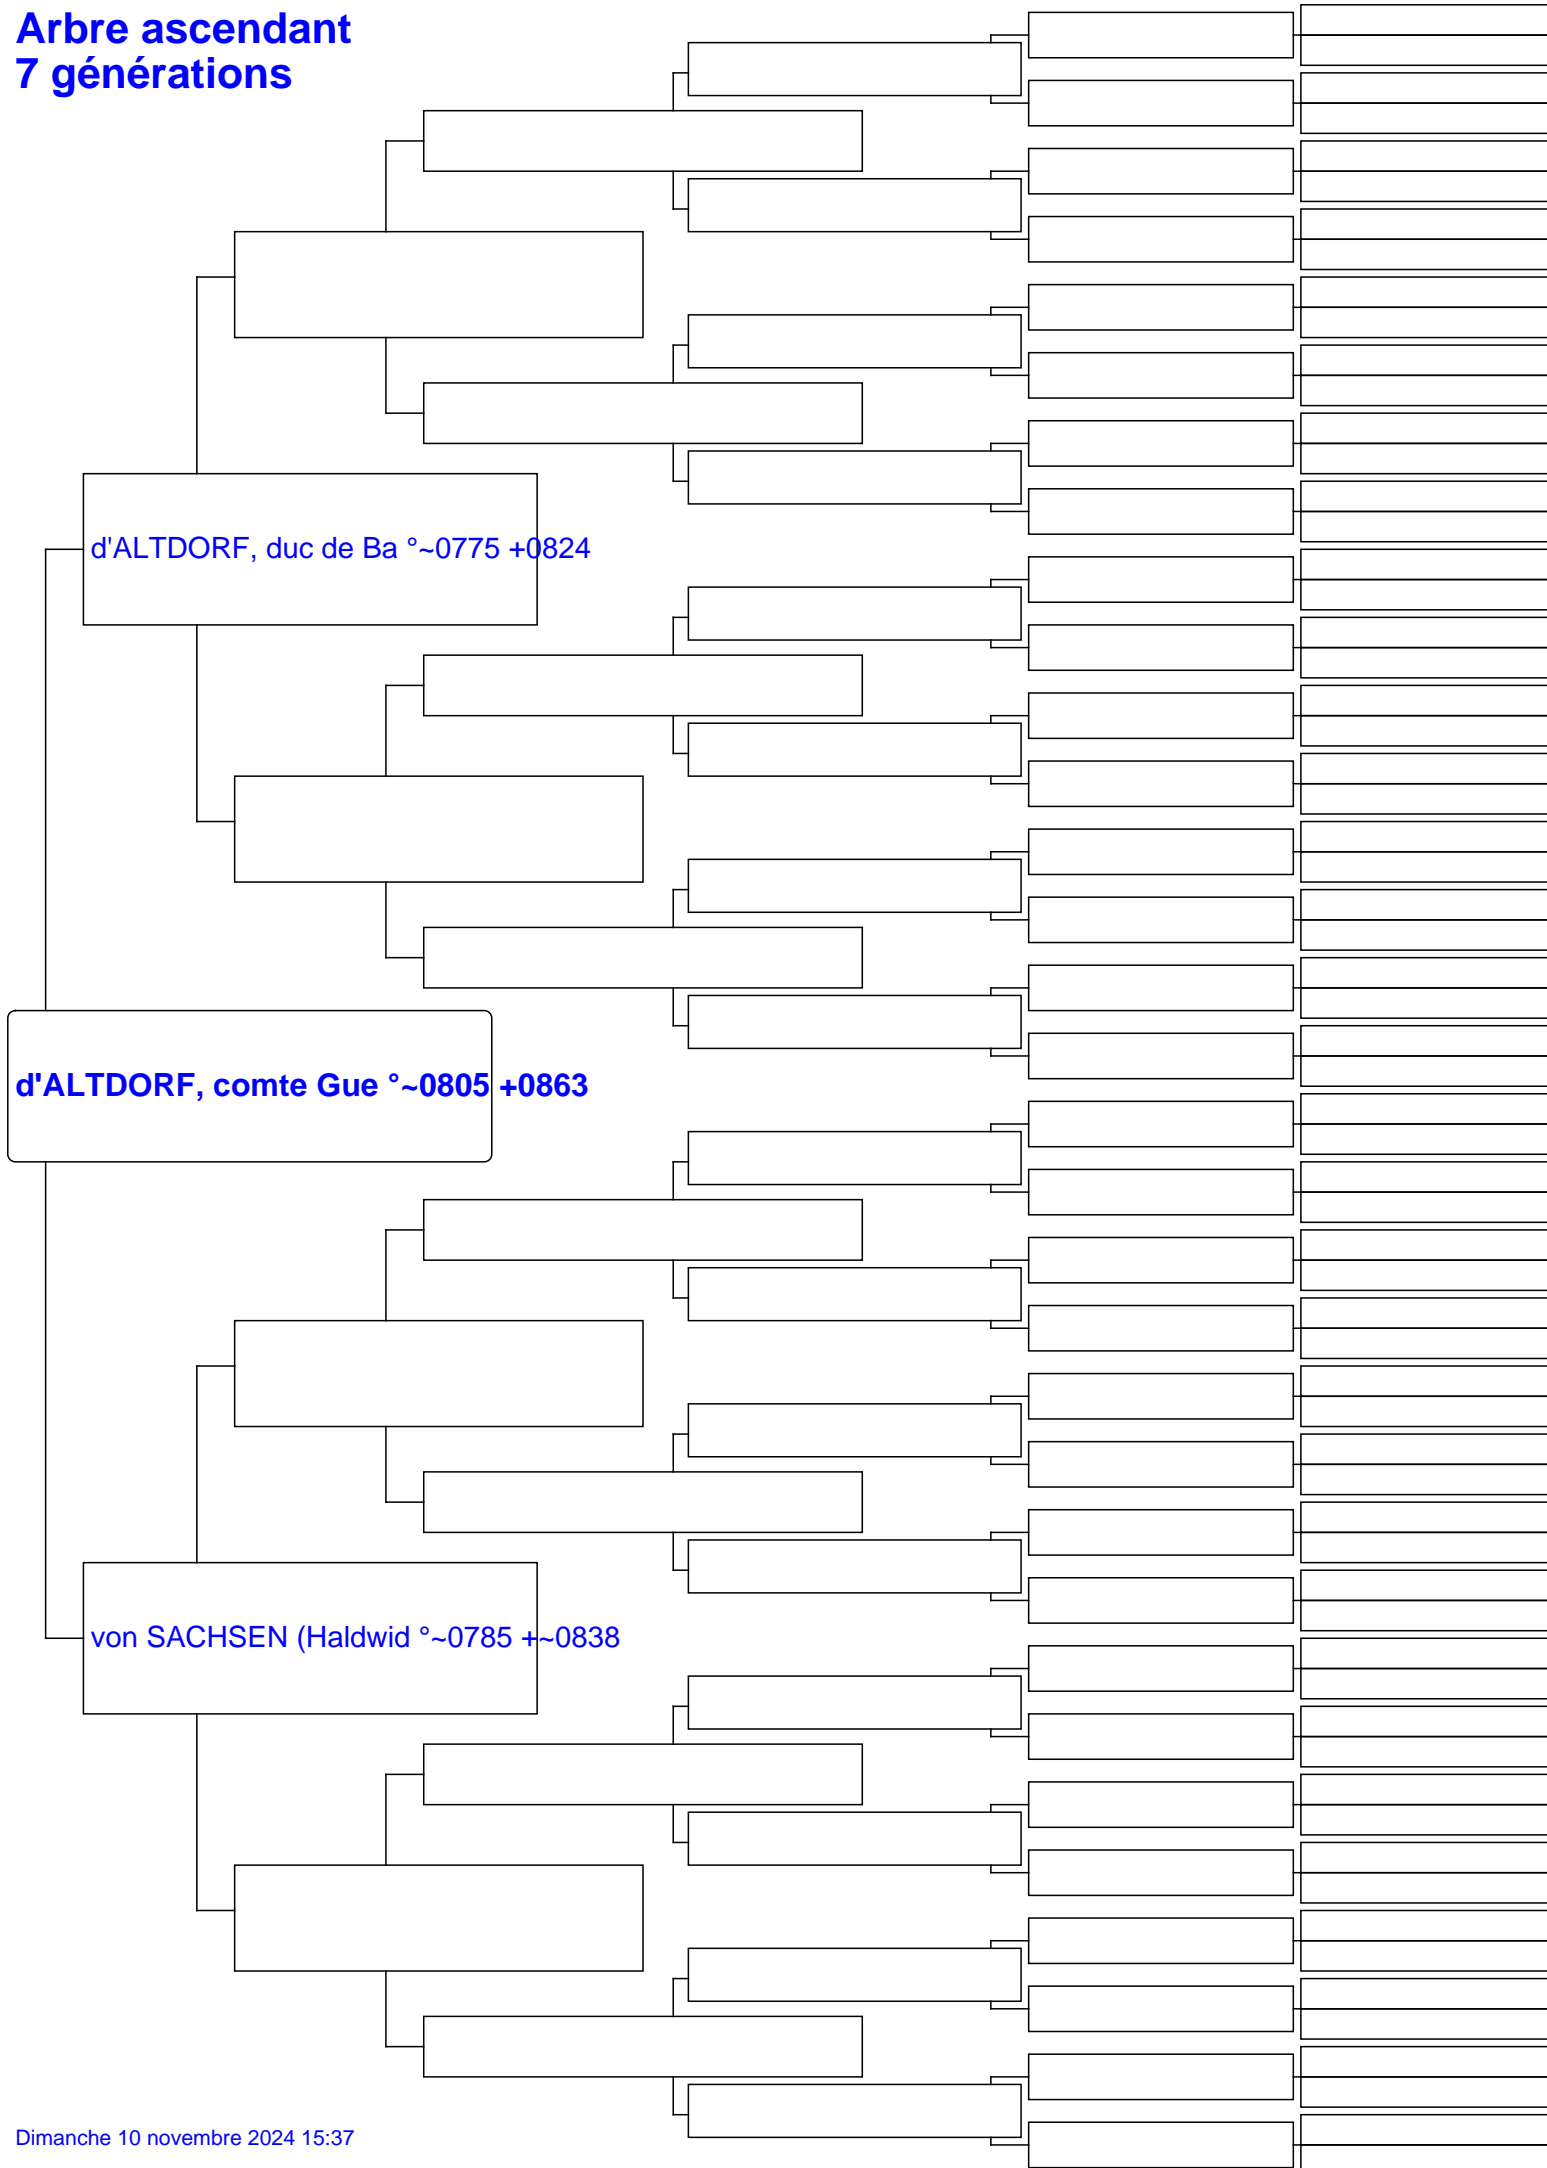 Arbre ascendant
7 générations
d'ALTDORF, duc de Ba °~0775 +0824
d'ALTDORF, comte Gue °~0805 +0863
von SACHSEN (Haldwid °~0785 +~0838
Dimanche 10 novembre 2024 15:37